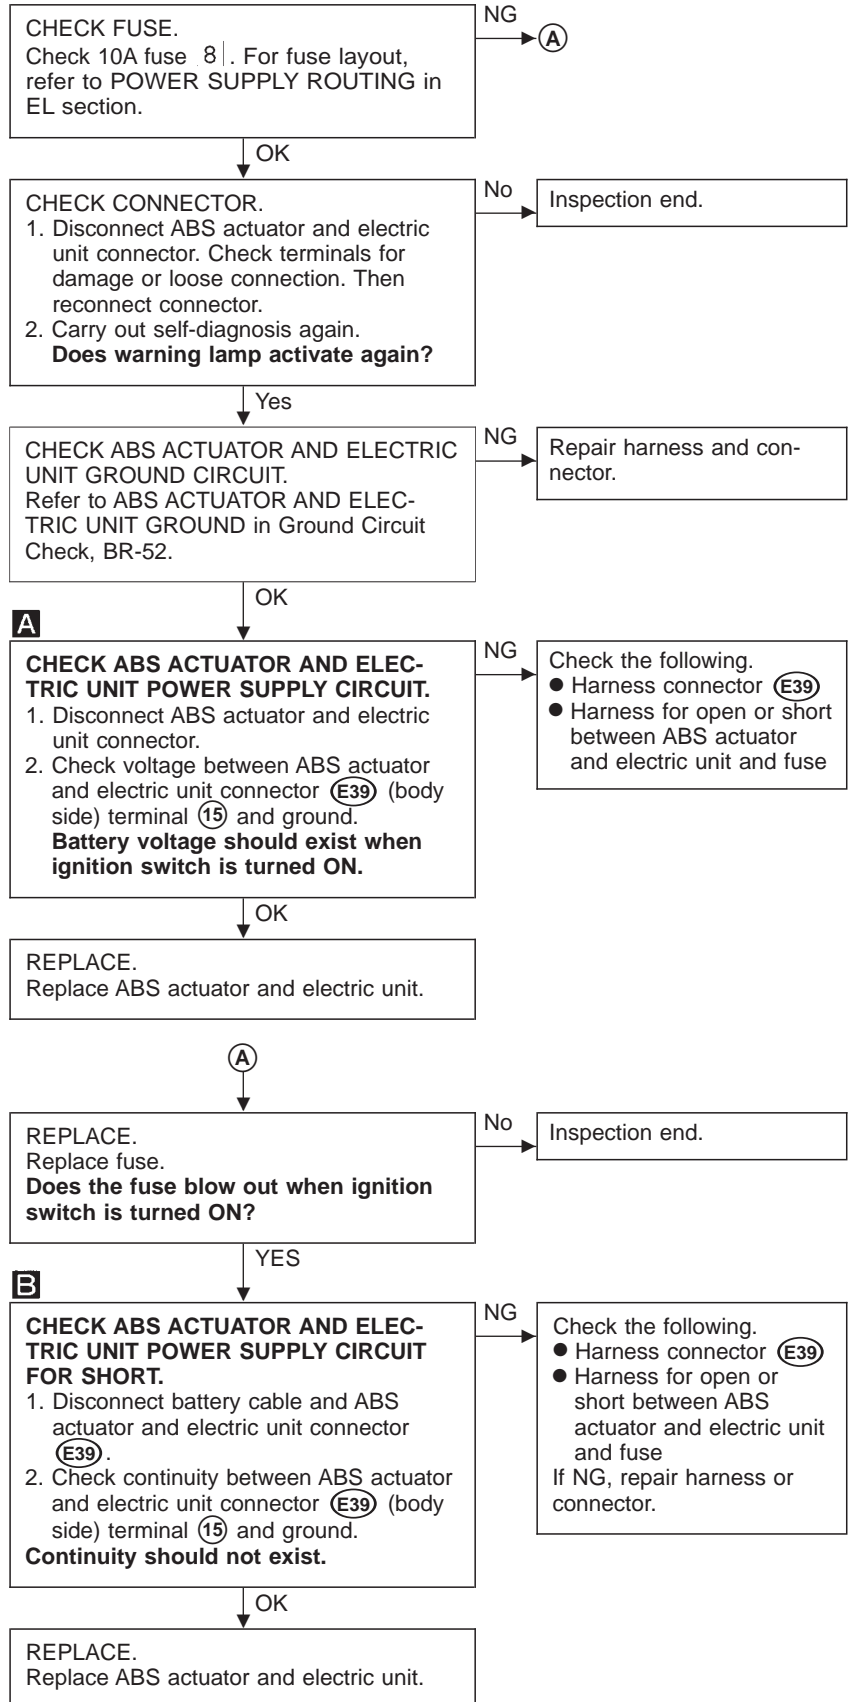 CHECK FUSE.
Check 10A fuse 8 . For fuse layout,
refer to POWER SUPPLY ROUTING in
EL section.
NG
A
OK
CHECK CONNECTOR.
1. Disconnect ABS actuator and electric
unit connector. Check terminals for
damage or loose connection. Then
reconnect connector.
2. Carry out self-diagnosis again.
Does warning lamp activate again?
No
Inspection end.
Yes
CHECK ABS ACTUATOR AND ELECTRIC
UNIT GROUND CIRCUIT.
Refer to ABS ACTUATOR AND ELEC-
TRIC UNIT GROUND in Ground Circuit
Check, BR-52.
NG
Repair harness and con-
nector.
OK
A
CHECK ABS ACTUATOR AND ELEC-
TRIC UNIT POWER SUPPLY CIRCUIT.
1. Disconnect ABS actuator and electric
unit connector.
2. Check voltage between ABS actuator
and electric unit connector E39 (body
side) terminal 15 and ground.
Battery voltage should exist when
ignition switch is turned ON.
NG
Check the following.
● Harness connector E39
● Harness for open or short
between ABS actuator
and electric unit and fuse
OK
REPLACE.
Replace ABS actuator and electric unit.
A
REPLACE.
Replace fuse.
Does the fuse blow out when ignition
switch is turned ON?
No
Inspection end.
YES
B
CHECK ABS ACTUATOR AND ELEC-
TRIC UNIT POWER SUPPLY CIRCUIT
FOR SHORT.
1. Disconnect battery cable and ABS
actuator and electric unit connector
E39 .
2. Check continuity between ABS actuator
and electric unit connector E39 (body
side) terminal 15 and ground.
Continuity should not exist.
NG
Check the following.
● Harness connector E39
● Harness for open or
short between ABS
actuator and electric unit
and fuse
If NG, repair harness or
connector.
OK
REPLACE.
Replace ABS actuator and electric unit.